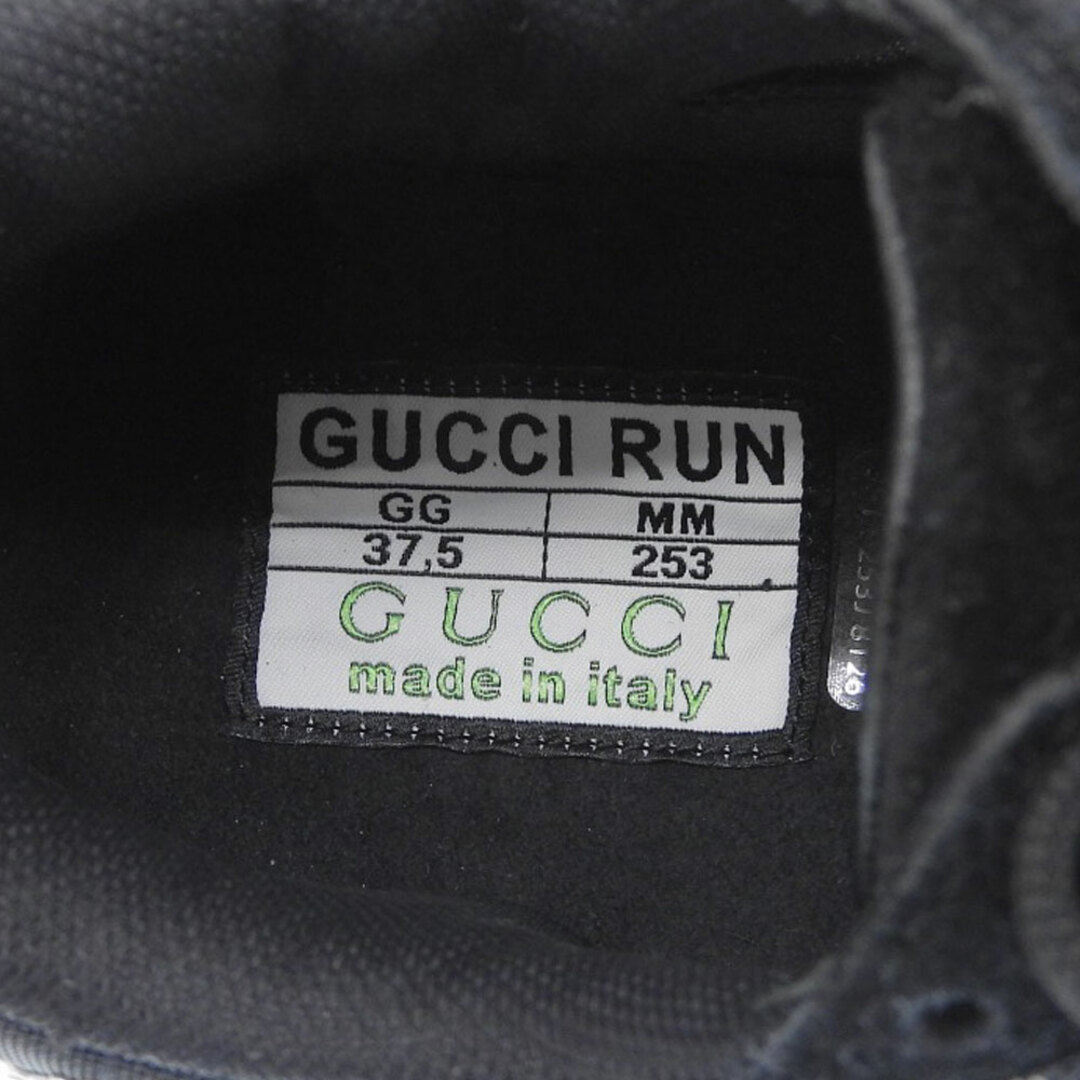 GUCCI RUN
GG MM
37,5 253
GUCCI
made in italy